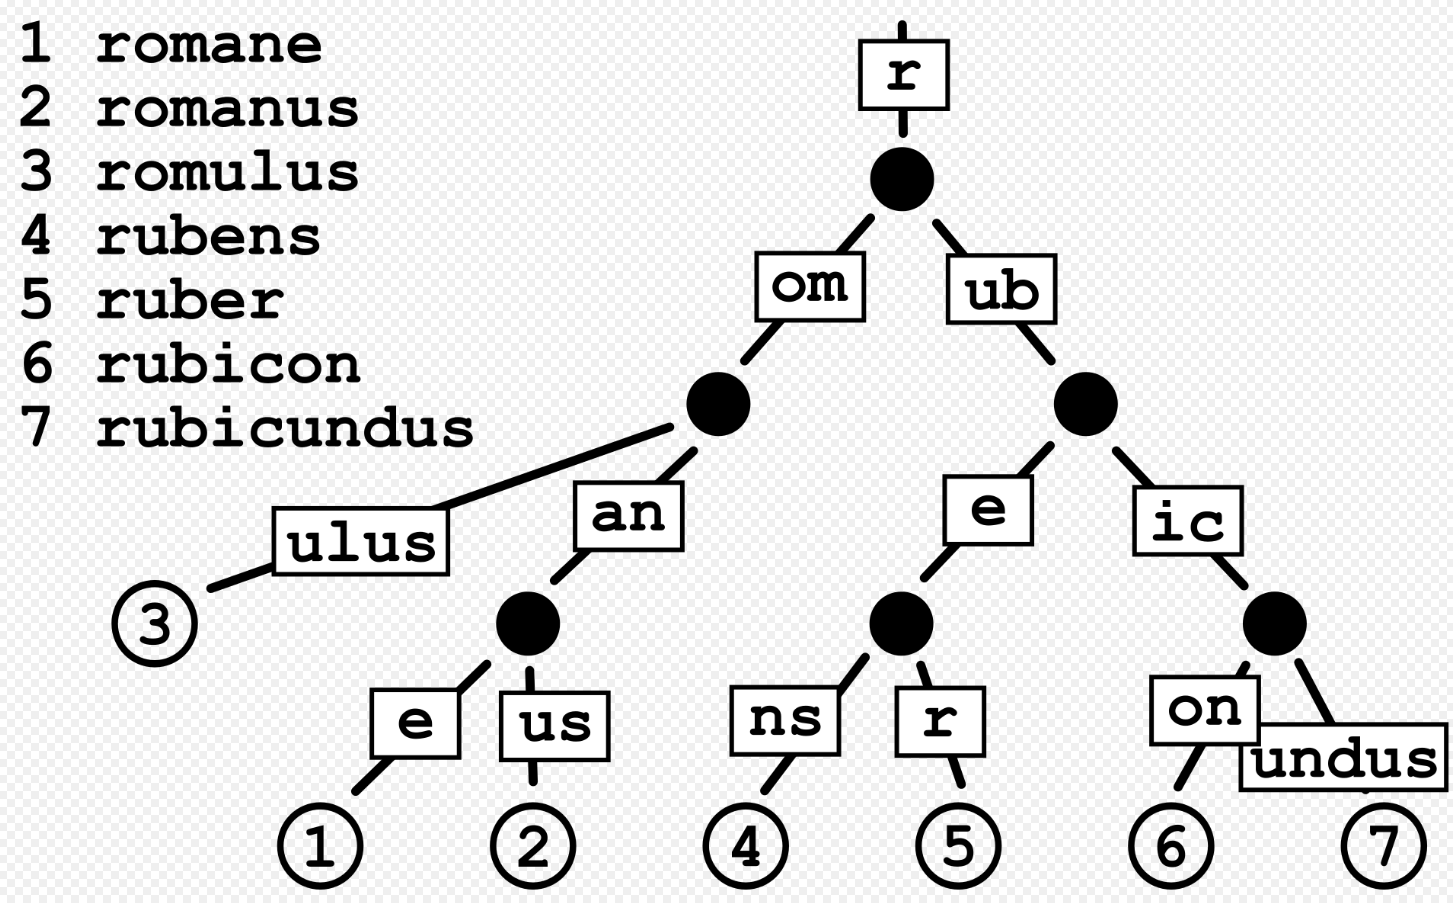 1 romane
2 romanus
3 romulus
4 rubens
5 ruber
6 rubicon
7 rubicundus
r
om
ub
ulus
an
e
ic
3
e
us
ns
r
on
undus
1
2
4
5
6
7